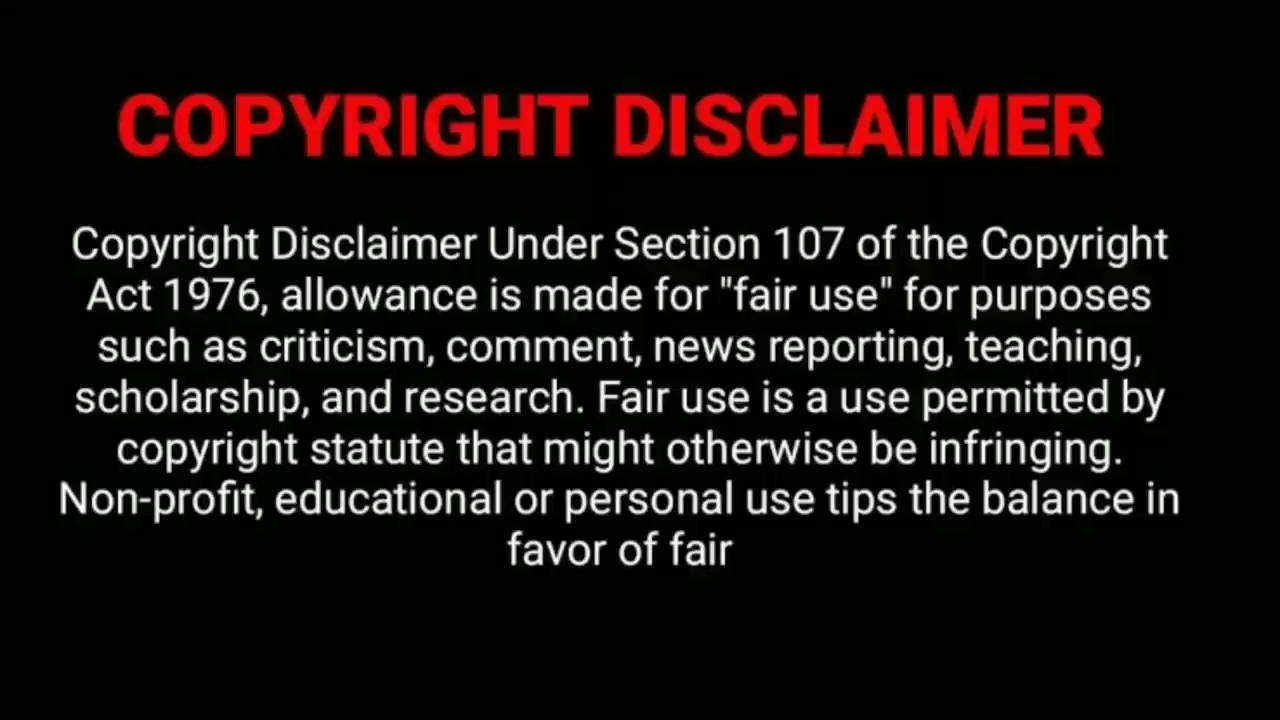 COPYRIGHT DISCLAIMER
Copyright Disclaimer Under Section 107 of the Copyright
Act 1976, allowance is made for "fair use" for purposes
such as criticism, comment, news reporting, teaching,
scholarship, and research. Fair use is a use permitted by
copyright statute that might otherwise be infringing.
Non-profit, educational or personal use tips the balance in
favor of fair